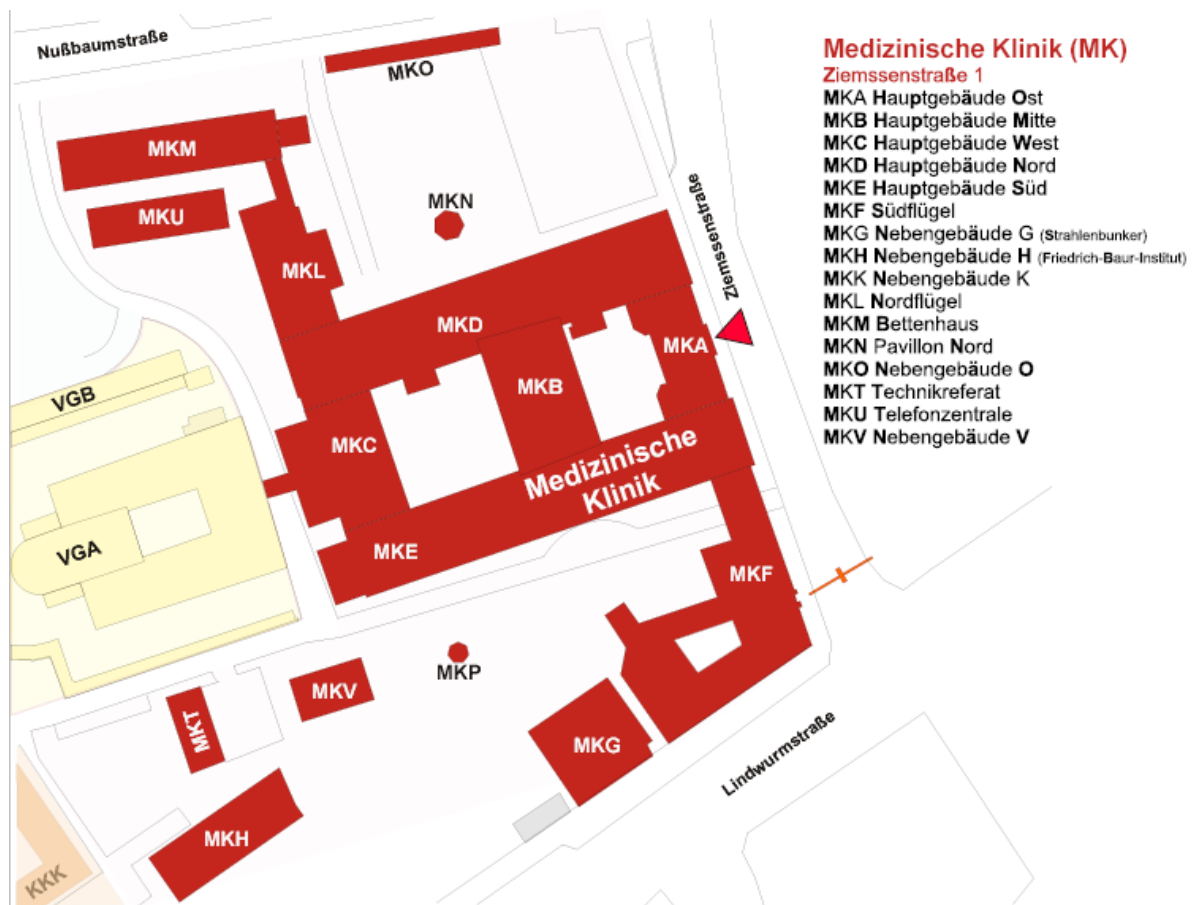 Nußbaumstraße
MKO
Medizinische Klinik (MK)
Ziemssenstraße 1
MKA Hauptgebäude Ost
MKB Hauptgebäude Mitte
MKC Hauptgebäude West
MKD Hauptgebäude Nord
MKE Hauptgebäude Süd
MKF Südflügel
MKG Nebengebäude G (Strahlenbunker)
MKH Nebengebäude H (Friedrich-Baur-Institut)
MKK Nebengebäude K
MKL Nordflügel
MKM Bettenhaus
MKN Pavillon Nord
MKO Nebengebäude O
MKT Technikreferat
MKU Telefonzentrale
MKV Nebengebäude V
MKM
MKU
MKN
Ziemssenstraße
MKL
MKD
MKA
MKB
VGB
MKC
Medizinische
Klinik
VGA
MKE
MKF
MKP
MKV
MKT
MKG
Lindwurmstraße
MKH
KKK